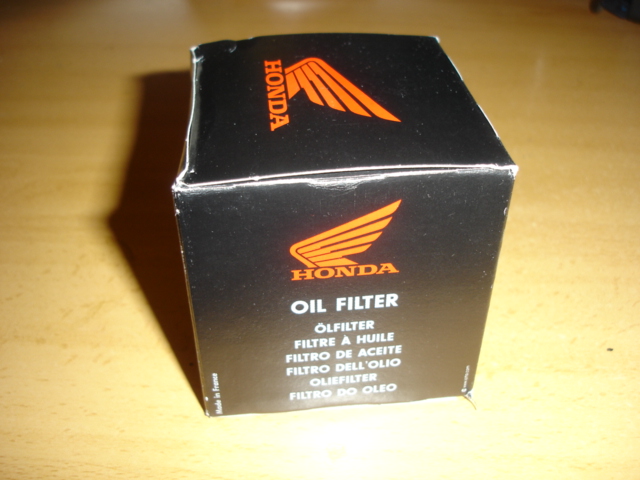 HONDA
HONDA
OIL FILTER
ÖLFILTER
FILTRE À HUILE
FILTRO DE ACEITE
FILTRO DELL'OLIO
OLIEFILTER
FILTRO DO OLEO
Made in France